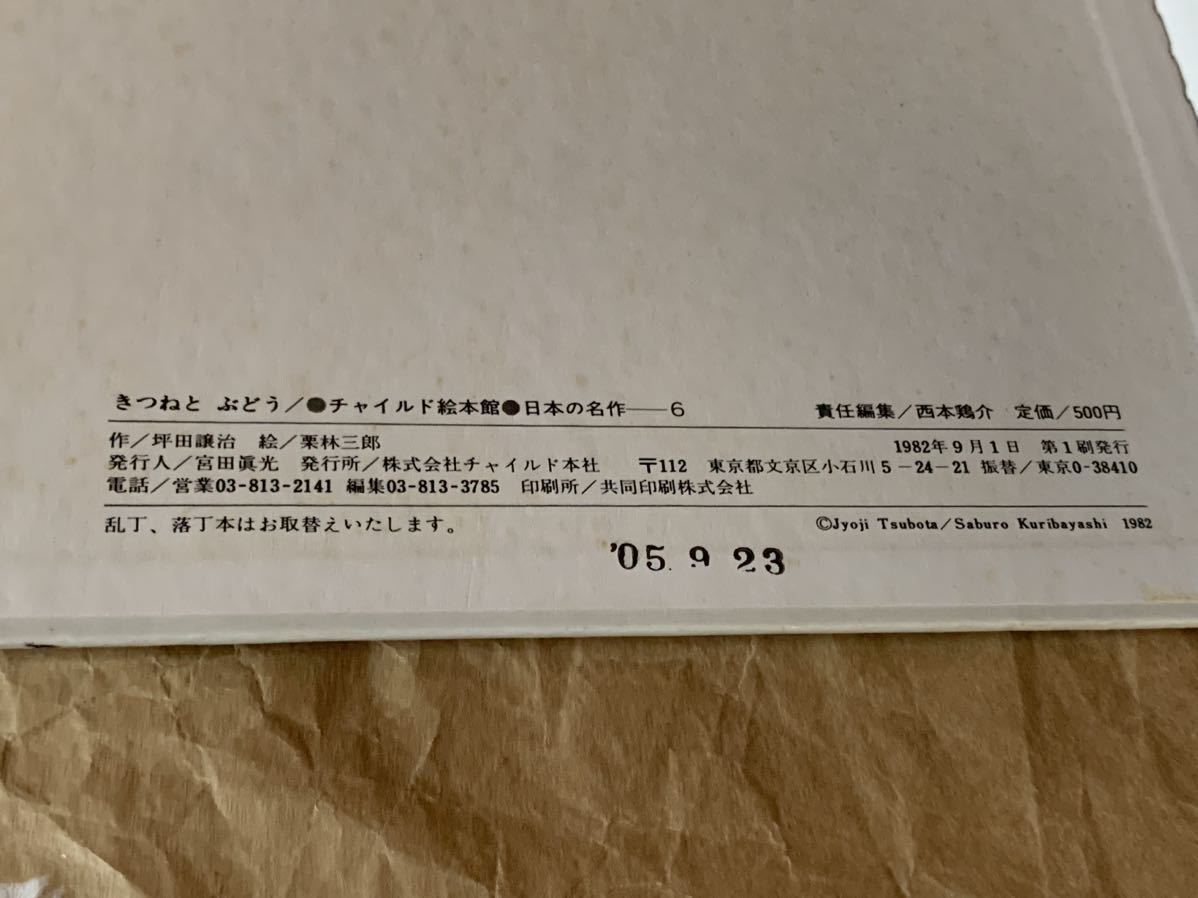 きつねと ぶどう/●チャイルド絵本館●日本の名作——6 責任編集/西本鶏介 定価/500円
作/坪田譲治 絵/栗林三郎 1982年9月1日 第1刷発行
発行人/宮田眞光 発行所/株式会社チャイルド本社 〒112 東京都文京区小石川5-24-21 振替/東京0-38410
電話/営業03-813-2141 編集03-813-3785 印刷所/共同印刷株式会社
乱丁、落丁本はお取替えいたします。 ©Jyoji Tsubota/Saburo Kuribayashi 1982
'05. 9 23